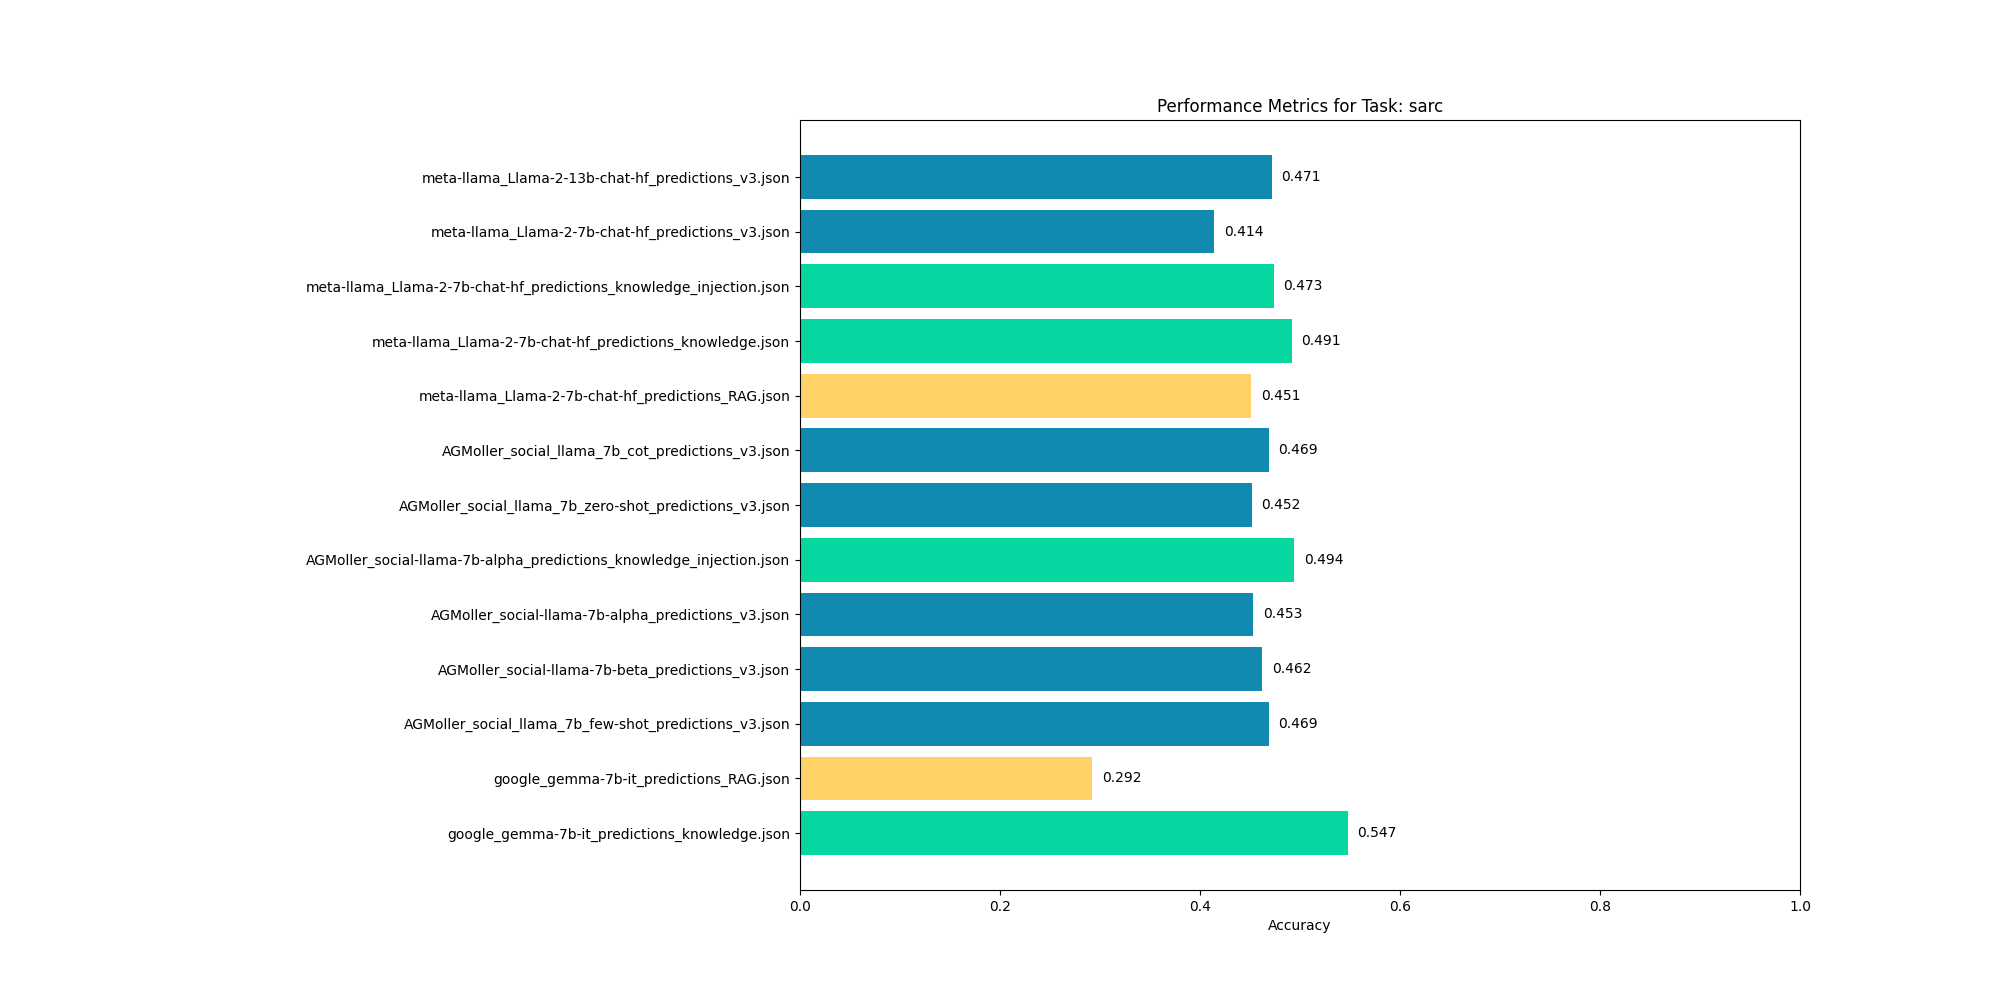 Performance Metrics for Task: sarc
meta-llama_Llama-2-13b-chat-hf_predictions_v3.json 0.471
meta-llama_Llama-2-7b-chat-hf_predictions_v3.json 0.414
meta-llama_Llama-2-7b-chat-hf_predictions_knowledge_injection.json 0.473
meta-llama_Llama-2-7b-chat-hf_predictions_knowledge.json 0.491
meta-llama_Llama-2-7b-chat-hf_predictions_RAG.json 0.451
AGMoller_social_llama_7b_cot_predictions_v3.json 0.469
AGMoller_social_llama_7b_zero-shot_predictions_v3.json 0.452
AGMoller_social-llama-7b-alpha_predictions_knowledge_injection.json 0.494
AGMoller_social-llama-7b-alpha_predictions_v3.json 0.453
AGMoller_social-llama-7b-beta_predictions_v3.json 0.462
AGMoller_social_llama_7b_few-shot_predictions_v3.json 0.469
google_gemma-7b-it_predictions_RAG.json 0.292
google_gemma-7b-it_predictions_knowledge.json 0.547
0.0 0.2 0.4 0.6 0.8 1.0
Accuracy